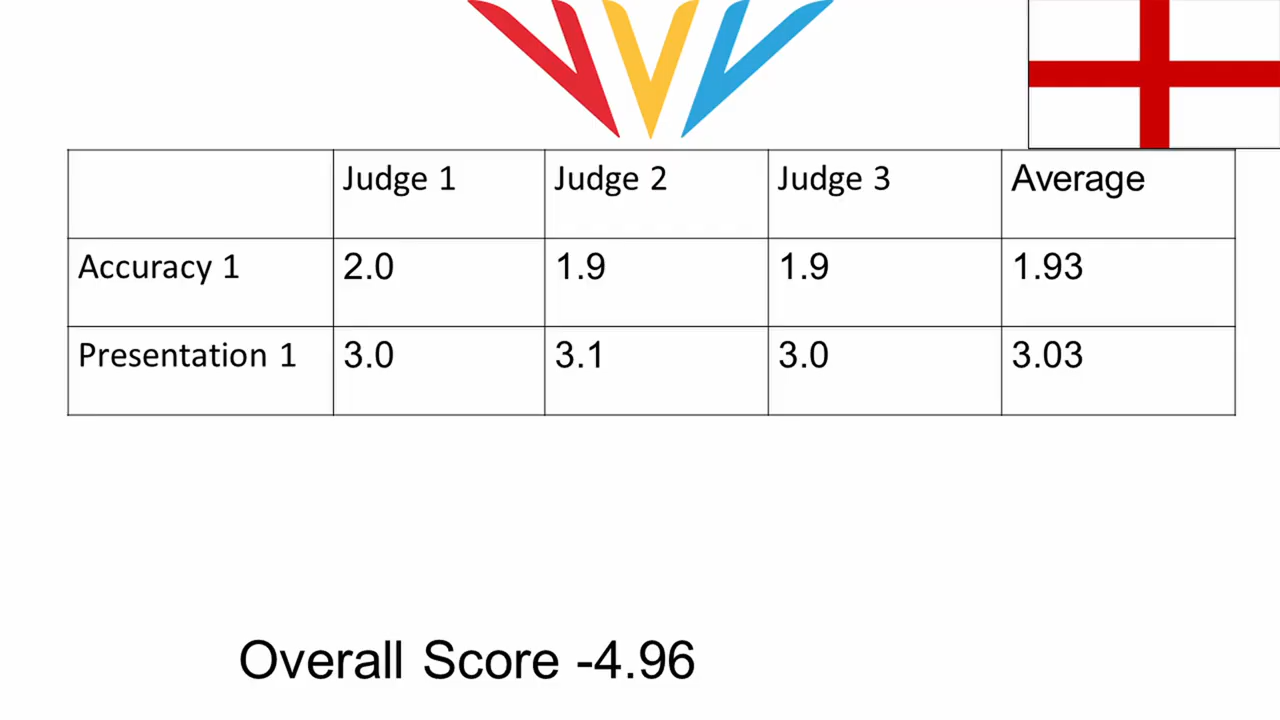 Judge 1 Judge 2 Judge 3 Average
Accuracy 1 2.0 1.9 1.9 1.93
Presentation 1 3.0 3.1 3.0 3.03
Overall Score -4.96